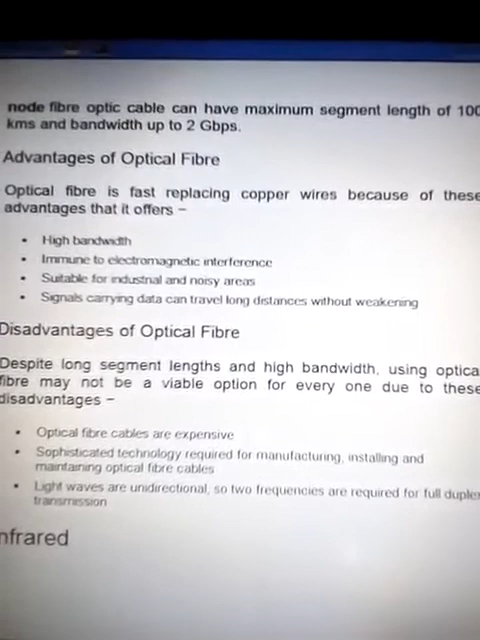 node fibre optic cable can have maximum segment length of 100
kms and bandwidth up to 2 Gbps.
Advantages of Optical Fibre
Optical fibre is fast replacing copper wires because of these
advantages that it offers −
• High bandwidth
• Immune to electromagnetic interference
• Suitable for industrial and noisy areas
• Signals carrying data can travel long distances without weakening
Disadvantages of Optical Fibre
Despite long segment lengths and high bandwidth, using optica
fibre may not be a viable option for every one due to these
disadvantages −
• Optical fibre cables are expensive
• Sophisticated technology required for manufacturing, installing and
maintaining optical fibre cables
• Light waves are unidirectional, so two frequencies are required for full duplex
transmission
nfrared